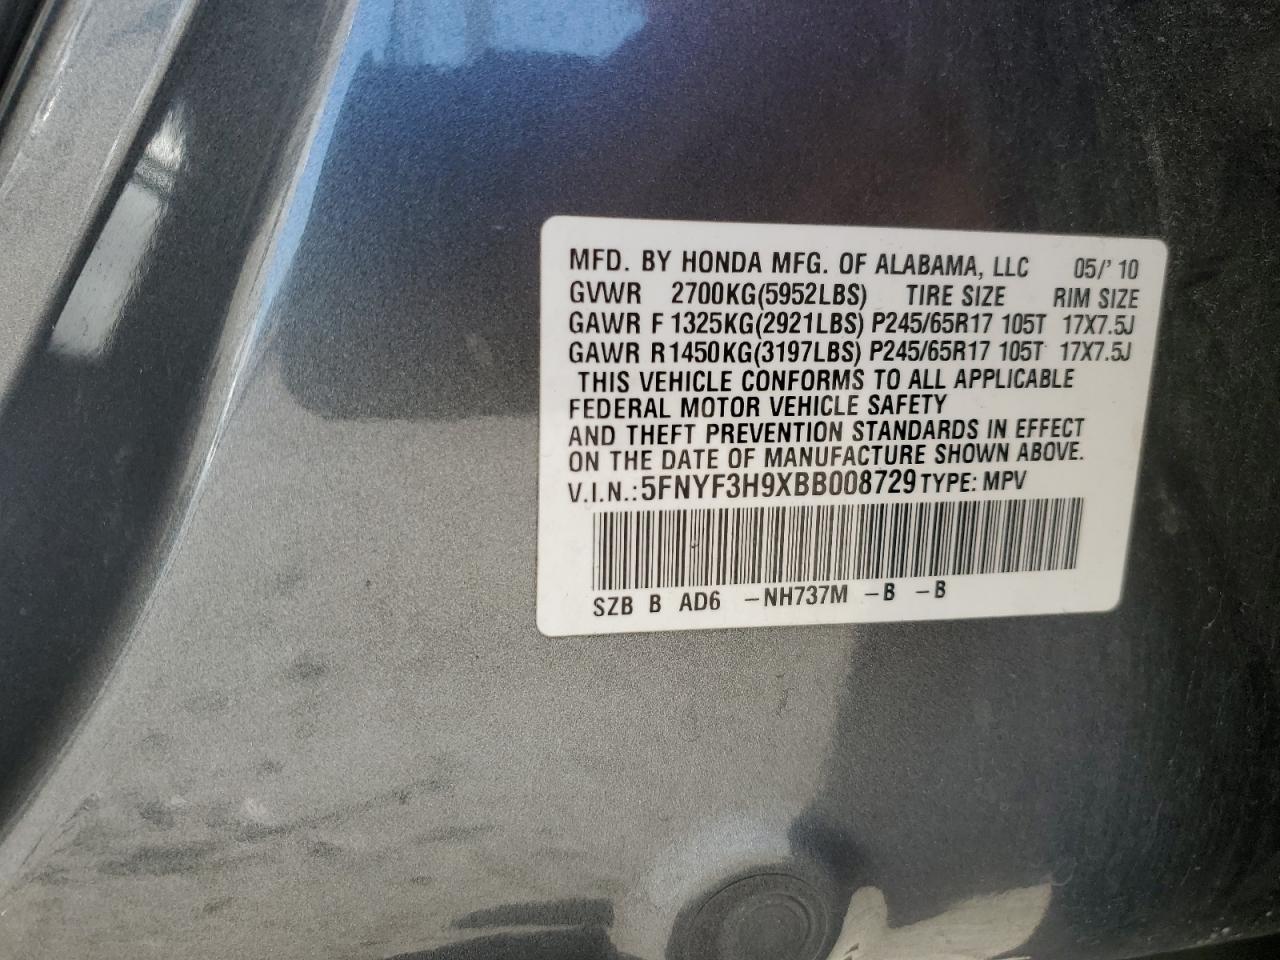 MFD. BY HONDA MFG. OF ALABAMA, LLC 05/'10
GVWR 2700KG(5952LBS) TIRE SIZE RIM SIZE
GAWR F 1325KG(2921LBS) P245/65R17 105T 17X7.5J
GAWR R1450KG(3197LBS) P245/65R17 105T 17X7.5J
THIS VEHICLE CONFORMS TO ALL APPLICABLE
FEDERAL MOTOR VEHICLE SAFETY
AND THEFT PREVENTION STANDARDS IN EFFECT
ON THE DATE OF MANUFACTURE SHOWN ABOVE.
V.I.N.:5FNYF3H9XBB008729 TYPE: MPV
SZB B AD6 -NH737M -B -B